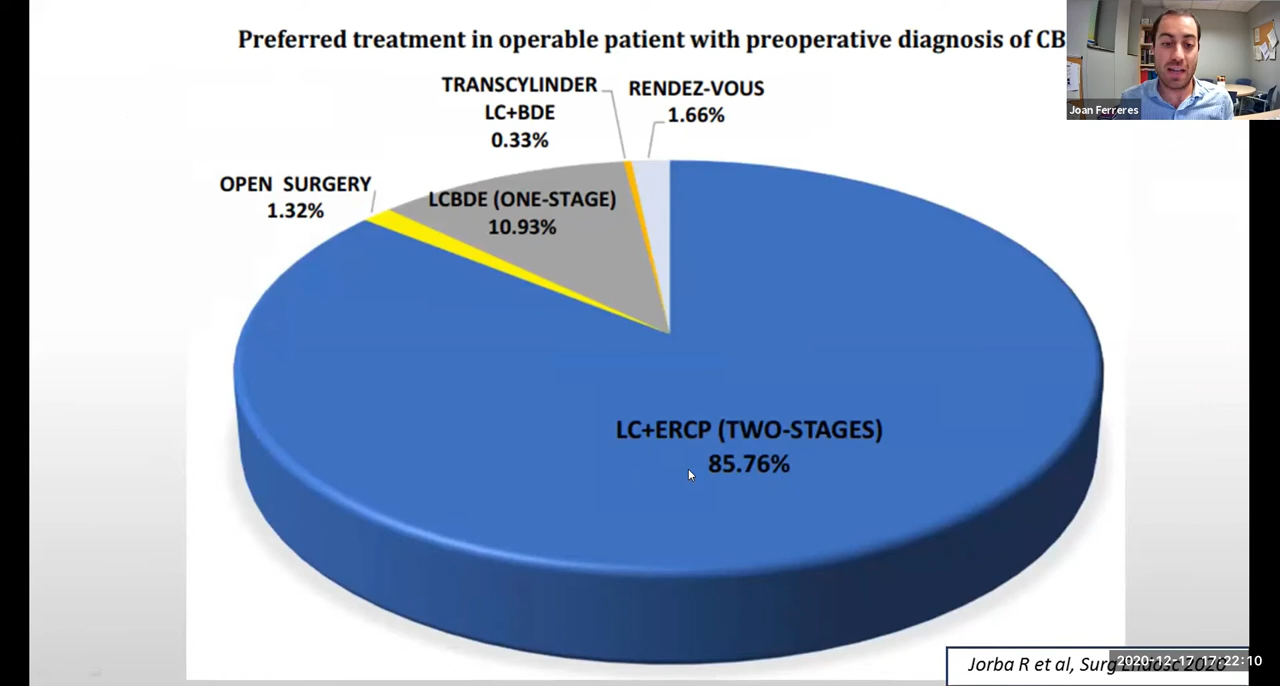 Preferred treatment in operable patient with preoperative diagnosis of CB
Joan Ferreres
TRANSCYLINDER
LC+BDE
0.33%
RENDEZ-VOUS
1.66%
OPEN SURGERY
1.32%
LCBDE (ONE-STAGE)
10.93%
LC+ERCP (TWO-STAGES)
85.76%
Jorba R et al, Surg Endosc 2020
2020-12-17 17:22:10